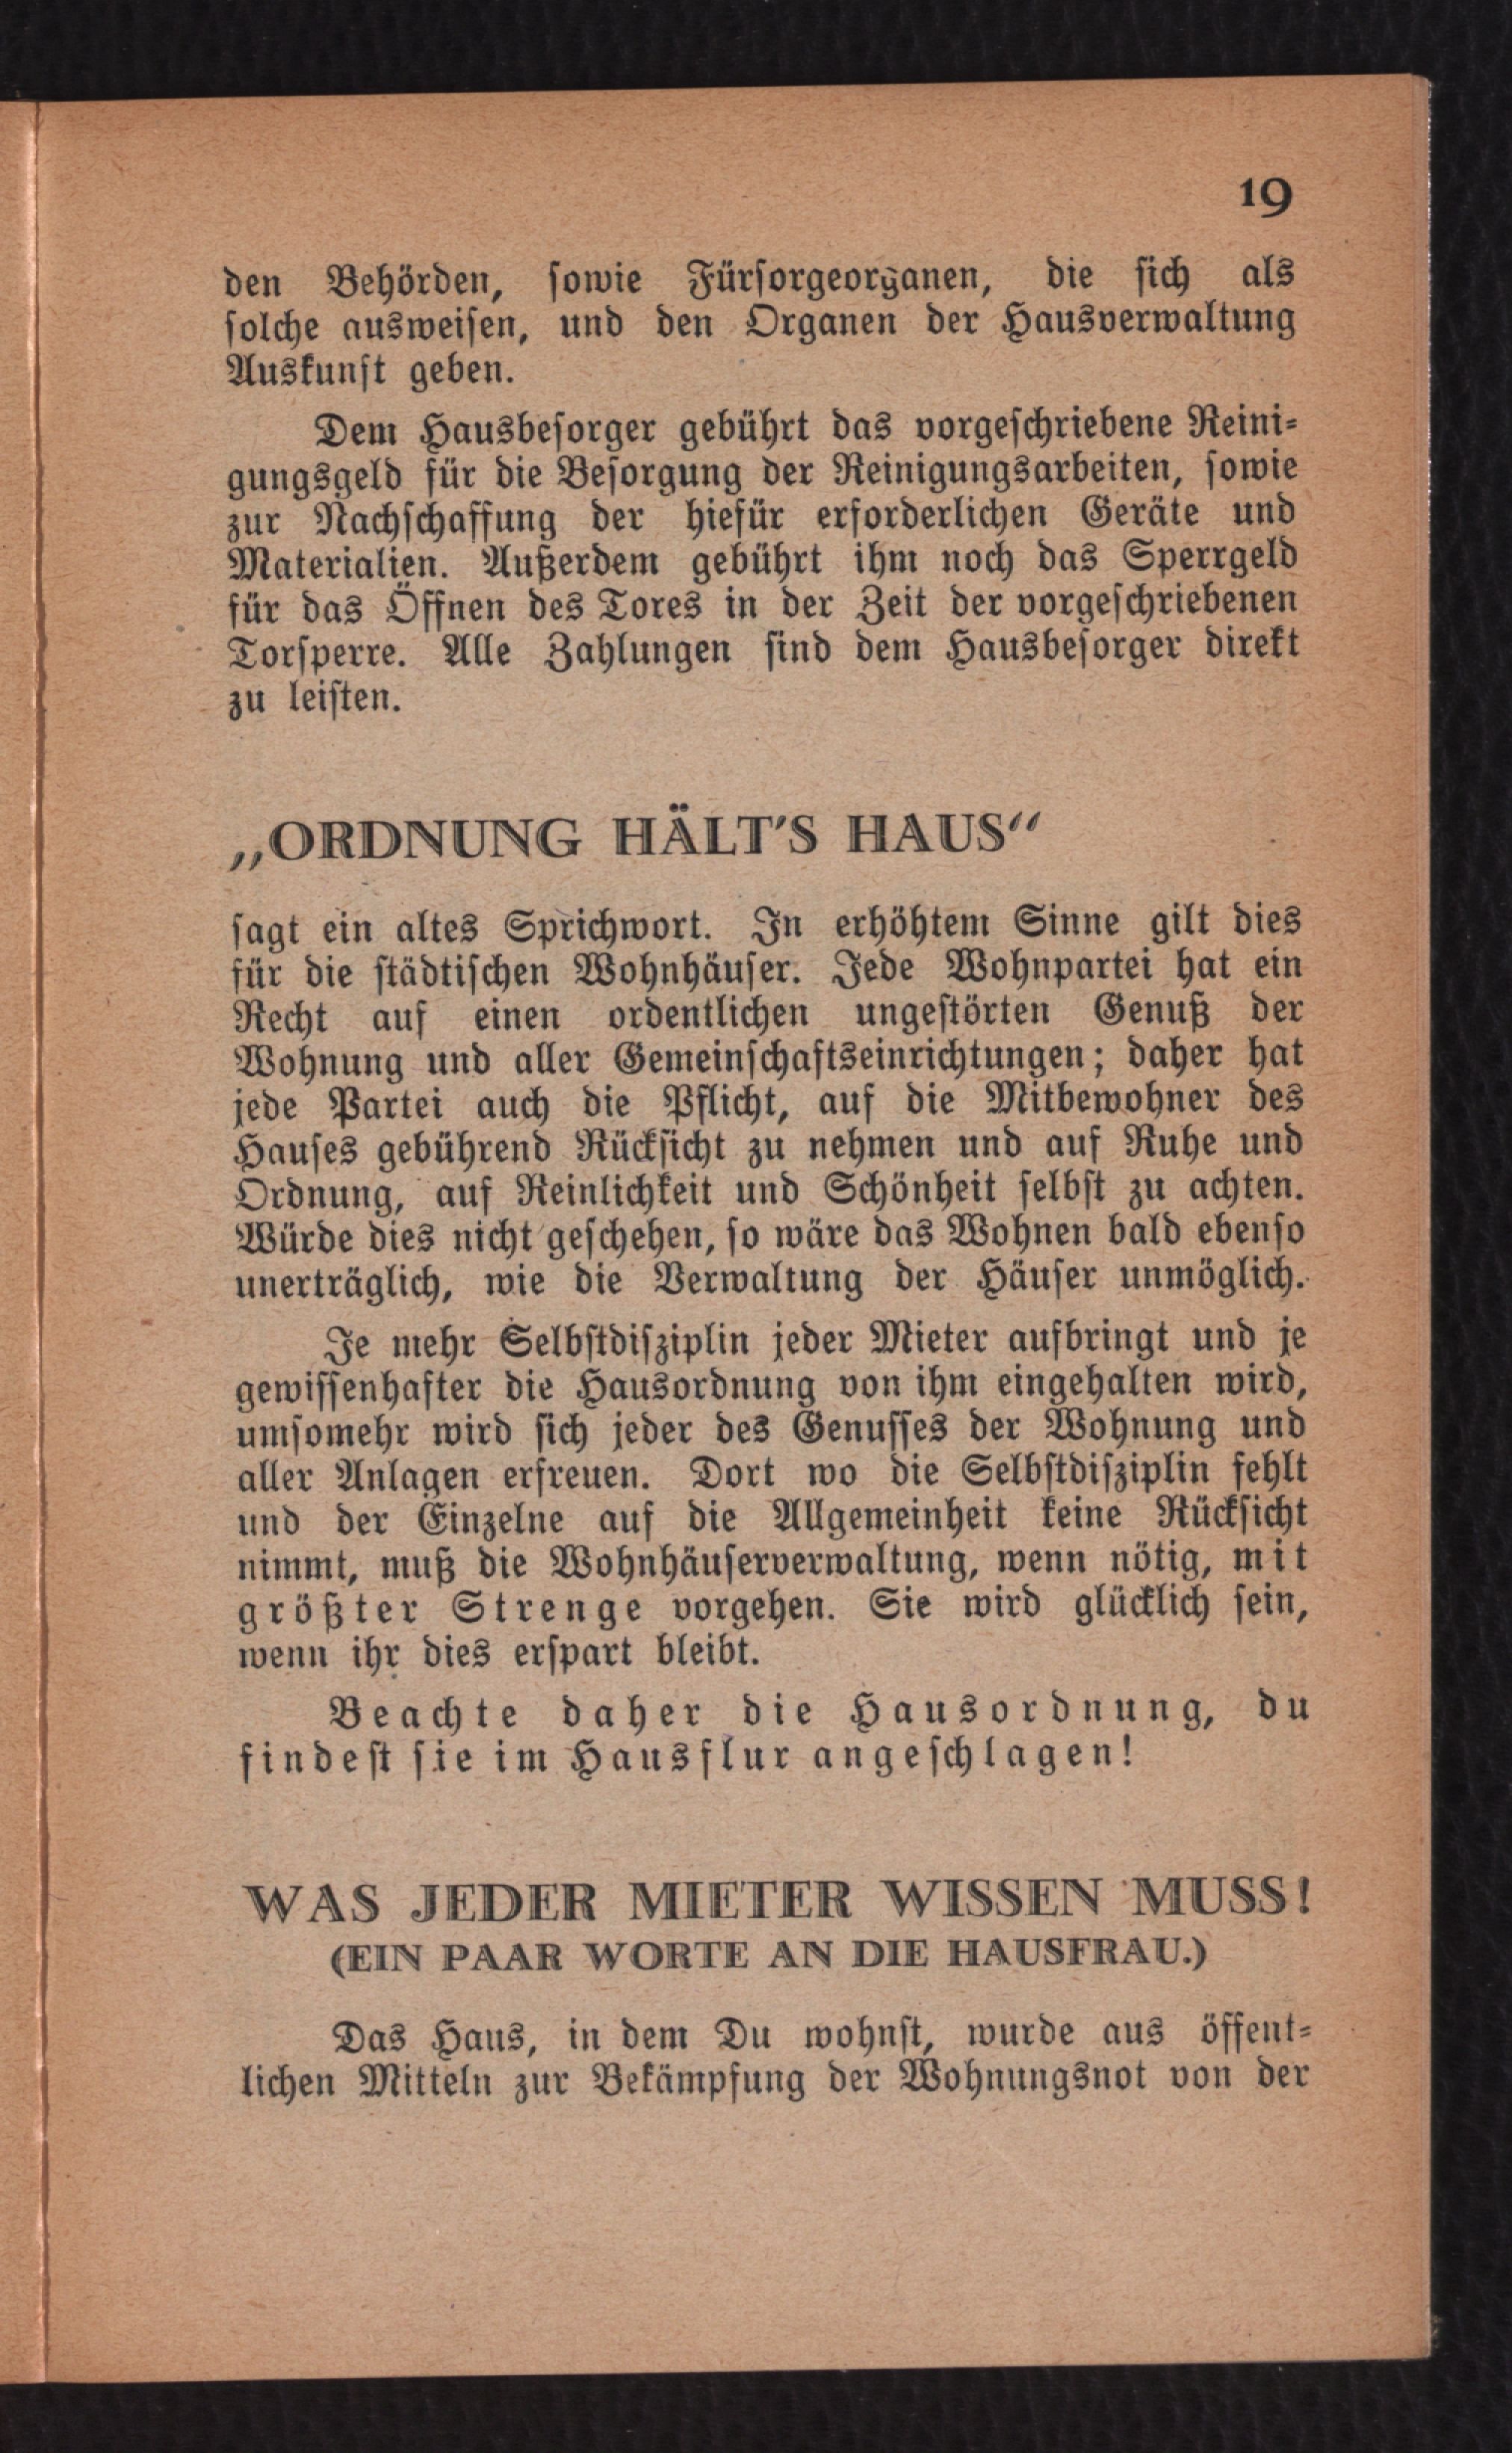 19
den Behörden, sowie Fürsorgeorganen, die sich als
solche ausweisen, und den Organen der Hausverwaltung
Auskunft geben.
Dem Hausbesorger gebührt das vorgeschriebene Reini-
gungsgeld für die Besorgung der Reinigungsarbeiten, sowie
zur Nachschaffung der hiefür erforderlichen Geräte und
Materialien. Außerdem gebührt ihm noch das Sperrgeld
für das Öffnen des Tores in der Zeit der vorgeschriebenen
Torsperre. Alle Zahlungen sind dem Hausbesorger direkt
zu leisten.
„ORDNUNG HÄLT'S HAUS“
sagt ein altes Sprichwort. In erhöhtem Sinne gilt dies
für die städtischen Wohnhäuser. Jede Wohnpartei hat ein
Recht auf einen ordentlichen ungestörten Genuß der
Wohnung und aller Gemeinschaftseinrichtungen; daher hat
jede Partei auch die Pflicht, auf die Mitbewohner des
Hauses gebührend Rücksicht zu nehmen und auf Ruhe und
Ordnung, auf Reinlichkeit und Schönheit selbst zu achten.
Würde dies nicht geschehen, so wäre das Wohnen bald ebenso
unerträglich, wie die Verwaltung der Häuser unmöglich.
Je mehr Selbstdisziplin jeder Mieter aufbringt und je
gewissenhafter die Hausordnung von ihm eingehalten wird,
umsomehr wird sich jeder des Genusses der Wohnung und
aller Anlagen erfreuen. Dort wo die Selbstdisziplin fehlt
und der Einzelne auf die Allgemeinheit keine Rücksicht
nimmt, muß die Wohnhäuserverwaltung, wenn nötig, mit
größter Strenge vorgehen. Sie wird glücklich sein,
wenn ihr dies erspart bleibt.
Beachte daher die Hausordnung, du
findest sie im Hausflur angeschlagen!
WAS JEDER MIETER WISSEN MUSS!
(EIN PAAR WORTE AN DIE HAUSFRAU.)
Das Haus, in dem Du wohnst, wurde aus öffent-
lichen Mitteln zur Bekämpfung der Wohnungsnot von der